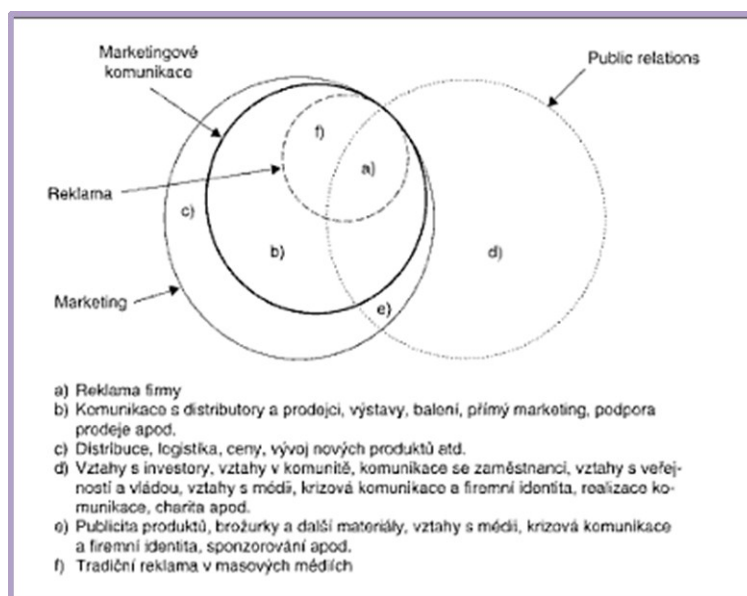 Marketingové
komunikace
Public relations
f)
a)
Reklama
c)
b)
d)
Marketing
e)
a) Reklama firmy
b) Komunikace s distributory a prodejci, výstavy, balení, přímý marketing, podpora
prodeje apod.
c) Distribuce, logistika, ceny, vývoj nových produktů atd.
d) Vztahy s investory, vztahy v komunitě, komunikace se zaměstnanci, vztahy s veřej-
ností a vládou, vztahy s médii, krizová komunikace a firemní identita, realizace ko-
munikace, charita apod.
e) Publicita produktů, brožurky a další materiály, vztahy s médii, krizová komunikace
a firemní identita, sponzorování apod.
f) Tradiční reklama v masových médiích